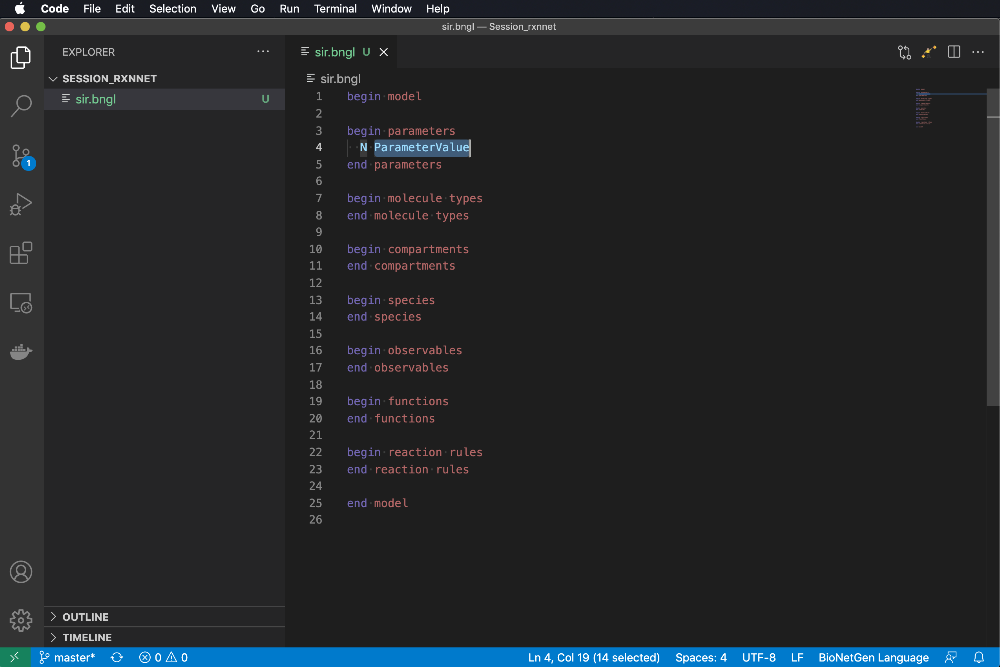 Code File Edit Selection View Go Run Terminal Window Help
sir.bngl — Session_rxnnet
EXPLORER
SESSION_RXNNET
sir.bngl U
sir.bngl U
sir.bngl
1 begin model
2
3 begin parameters
4 N ParameterValue
5 end parameters
6
7 begin molecule types
8 end molecule types
9
10 begin compartments
11 end compartments
12
13 begin species
14 end species
15
16 begin observables
17 end observables
18
19 begin functions
20 end functions
21
22 begin reaction rules
23 end reaction rules
24
25 end model
26
1
OUTLINE
TIMELINE
master* 0 0 Ln 4, Col 19 (14 selected) Spaces: 4 UTF-8 LF BioNetGen Language